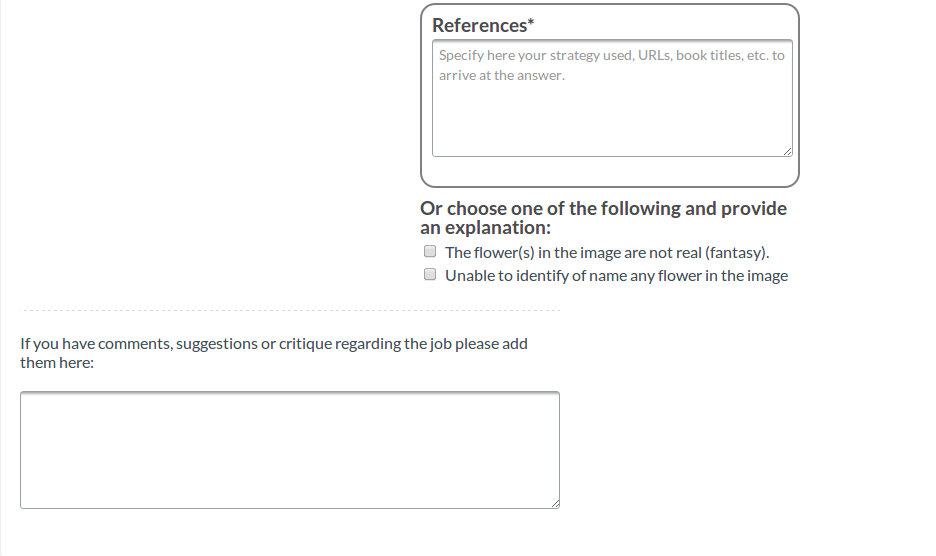 References*
Specify here your strategy used, URLs, book titles, etc. to
arrive at the answer.
Or choose one of the following and provide
an explanation:
The flower(s) in the image are not real (fantasy).
Unable to identify of name any flower in the image
If you have comments, suggestions or critique regarding the job please add
them here: